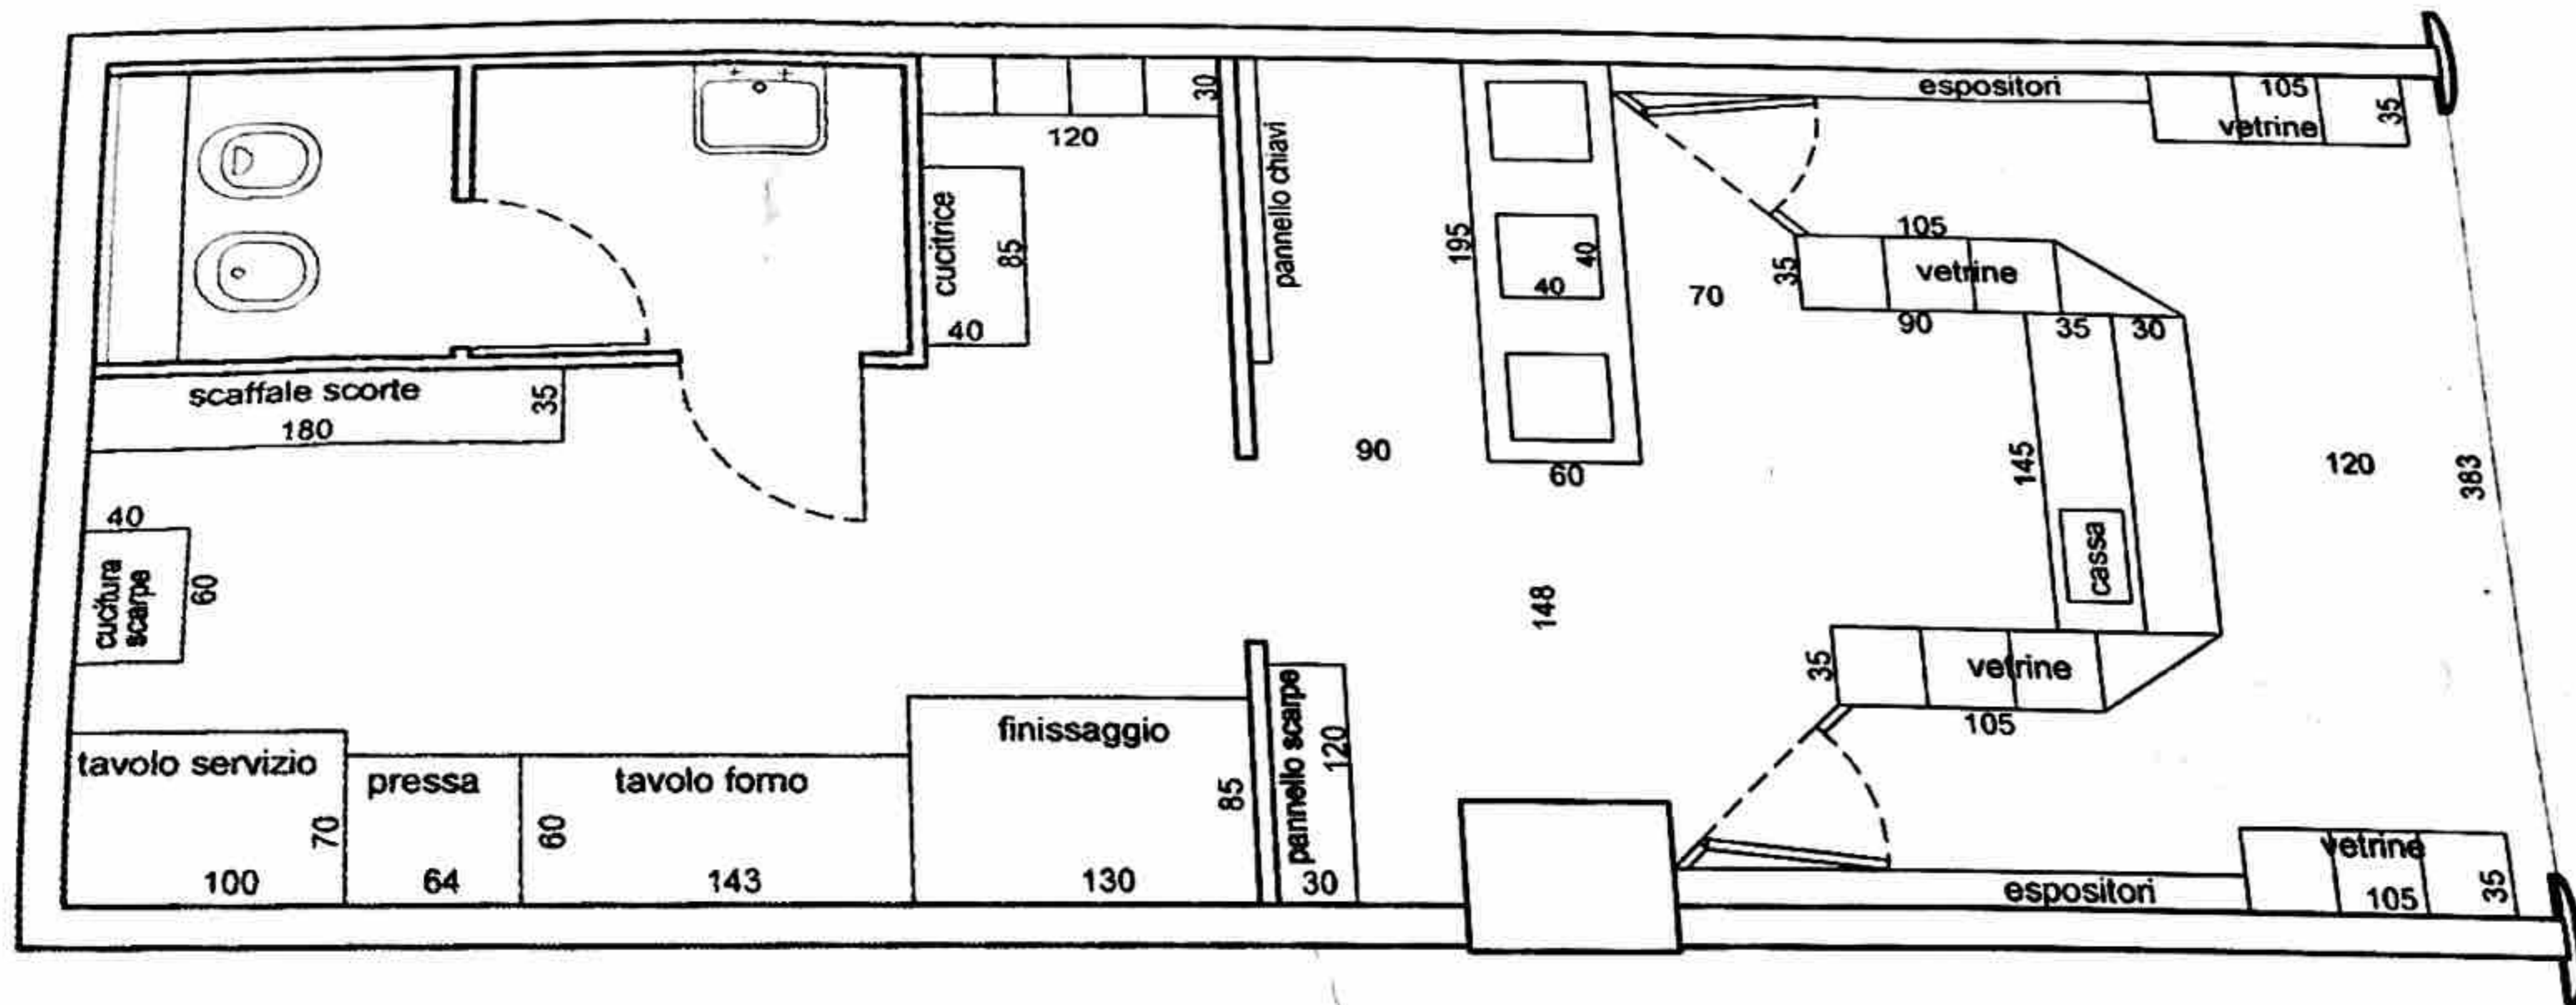 espositori
105
35
vetrine
30
120
pannello chiavi
cucitrice
85
40
195
40
40
70
105
35
vetrine
90
35
30
scaffale scorte
35
180
90
60
145
120
383
40
cucitura
scarpe
60
148
cassa
35
vetrine
105
finissaggio
85
130
pannello scarpe
120
30
tavolo servizio
70
100
pressa
64
60
tavolo forno
143
vetrine
105
35
espositori